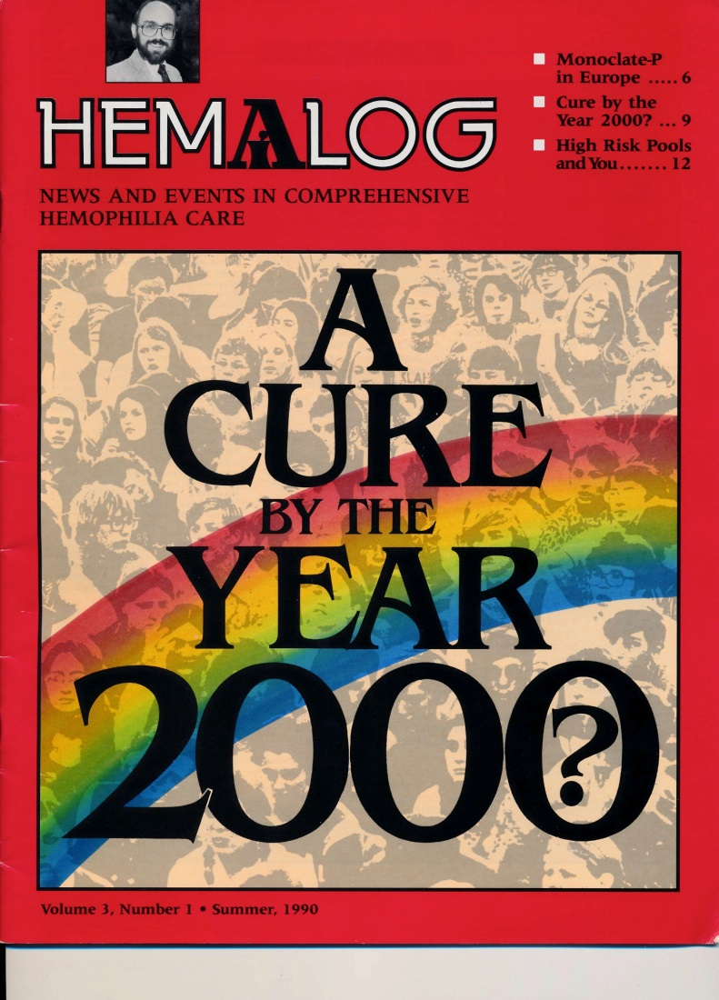 Monoclate-P
in Europe ..... 6
Cure by the
Year 2000? ... 9
High Risk Pools
and You....... 12
HEMALOG
NEWS AND EVENTS IN COMPREHENSIVE
HEMOPHILIA CARE
A
CURE
BY THE
YEAR
2000?
Volume 3, Number 1 • Summer, 1990